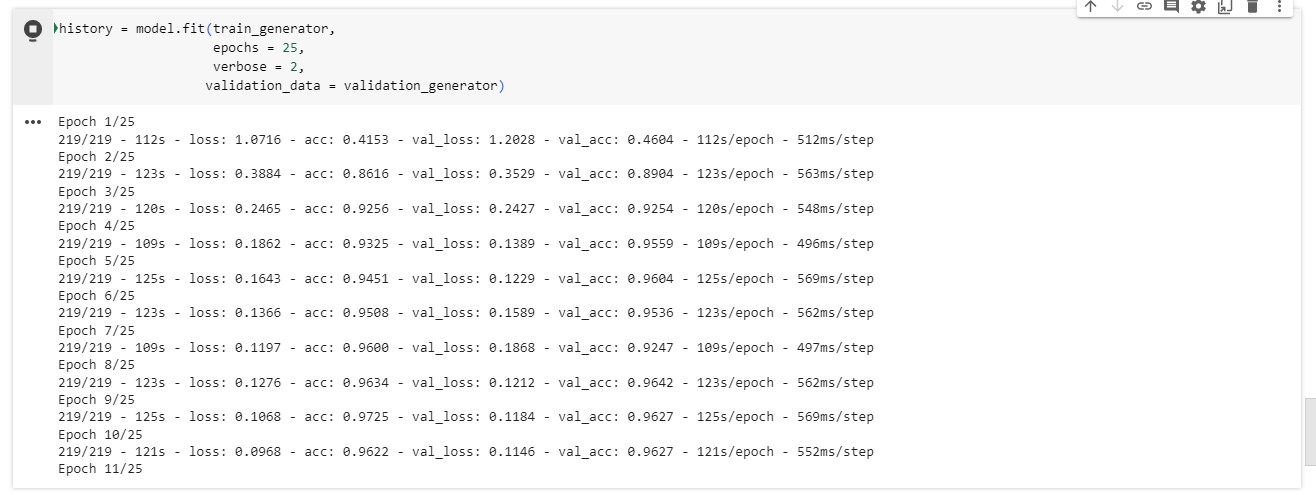 history = model.fit(train_generator,
epochs = 25,
verbose = 2,
validation_data = validation_generator)
Epoch 1/25
219/219 - 112s - loss: 1.0716 - acc: 0.4153 - val_loss: 1.2028 - val_acc: 0.4604 - 112s/epoch - 512ms/step
Epoch 2/25
219/219 - 123s - loss: 0.3884 - acc: 0.8616 - val_loss: 0.3529 - val_acc: 0.8904 - 123s/epoch - 563ms/step
Epoch 3/25
219/219 - 120s - loss: 0.2465 - acc: 0.9256 - val_loss: 0.2427 - val_acc: 0.9254 - 120s/epoch - 548ms/step
Epoch 4/25
219/219 - 109s - loss: 0.1862 - acc: 0.9325 - val_loss: 0.1389 - val_acc: 0.9559 - 109s/epoch - 496ms/step
Epoch 5/25
219/219 - 125s - loss: 0.1643 - acc: 0.9451 - val_loss: 0.1229 - val_acc: 0.9604 - 125s/epoch - 569ms/step
Epoch 6/25
219/219 - 123s - loss: 0.1366 - acc: 0.9508 - val_loss: 0.1589 - val_acc: 0.9536 - 123s/epoch - 562ms/step
Epoch 7/25
219/219 - 109s - loss: 0.1197 - acc: 0.9600 - val_loss: 0.1868 - val_acc: 0.9247 - 109s/epoch - 497ms/step
Epoch 8/25
219/219 - 123s - loss: 0.1276 - acc: 0.9634 - val_loss: 0.1212 - val_acc: 0.9642 - 123s/epoch - 562ms/step
Epoch 9/25
219/219 - 125s - loss: 0.1068 - acc: 0.9725 - val_loss: 0.1184 - val_acc: 0.9627 - 125s/epoch - 569ms/step
Epoch 10/25
219/219 - 121s - loss: 0.0968 - acc: 0.9622 - val_loss: 0.1146 - val_acc: 0.9627 - 121s/epoch - 552ms/step
Epoch 11/25